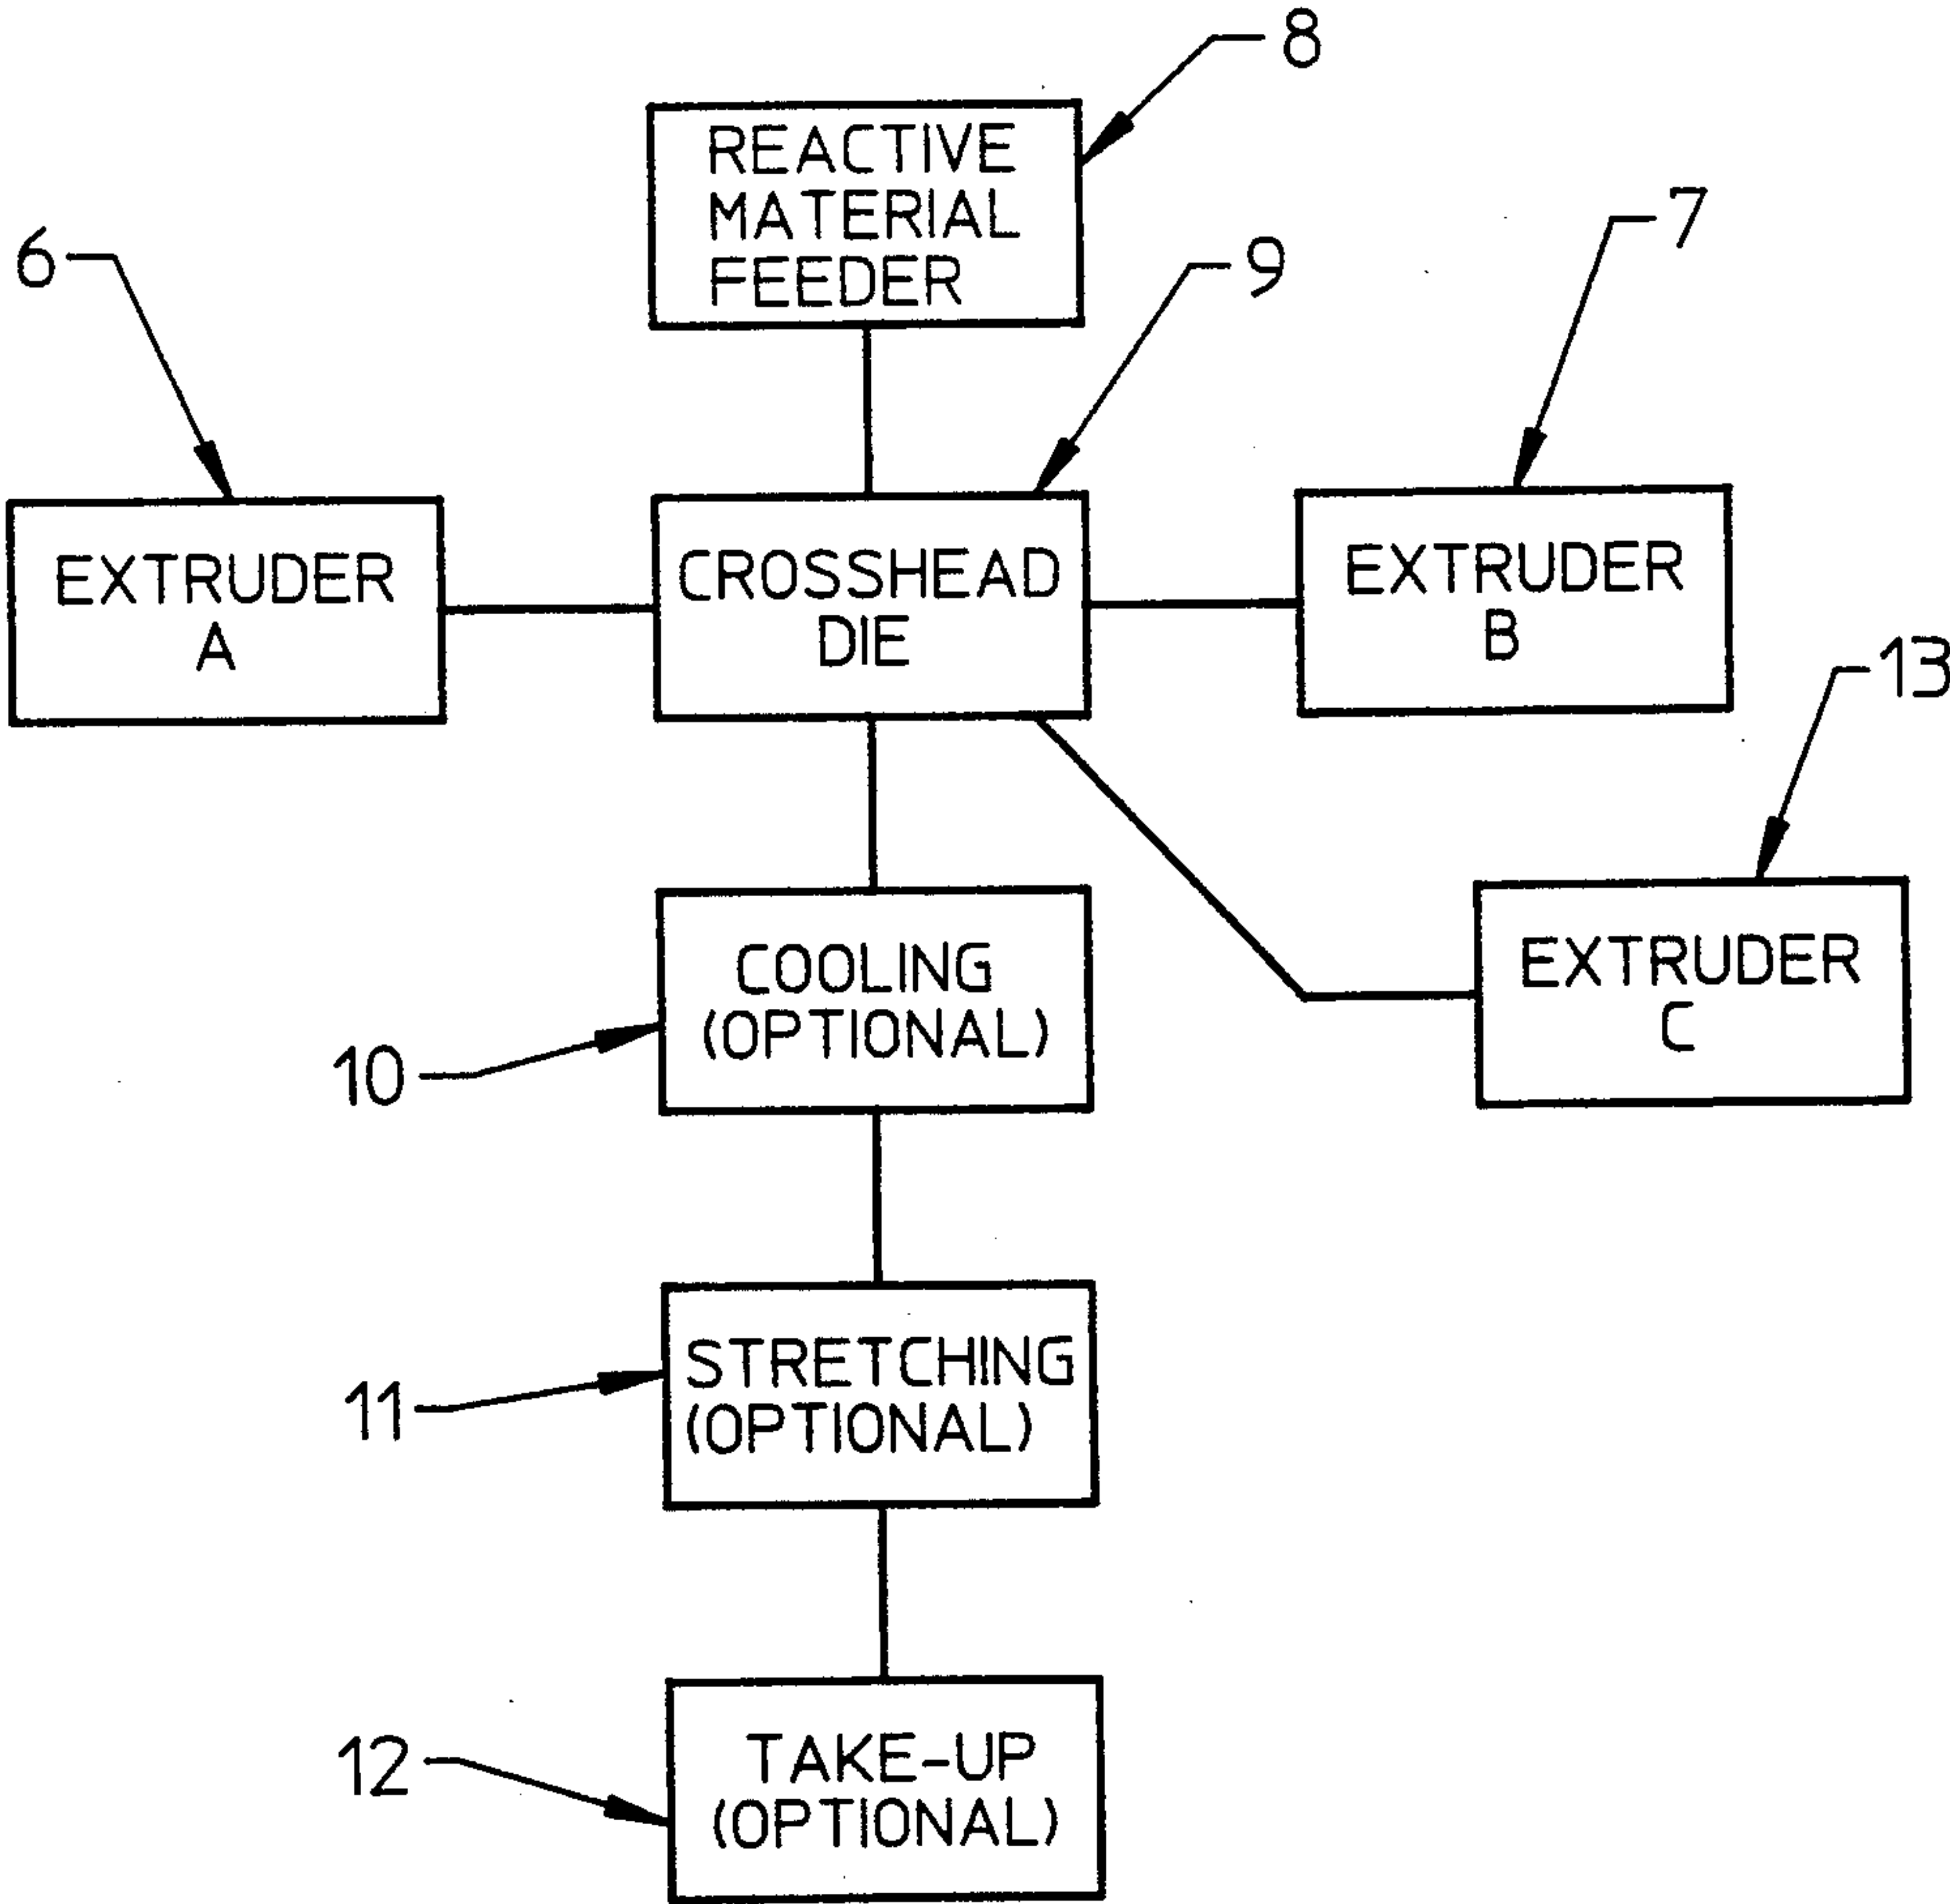 8
REACTIVE
MATERIAL
FEEDER
7
6
9
EXTRUDER
A
CROSSHEAD
DIE
EXTRUDER
B
13
COOLING
(OPTIONAL)
10
EXTRUDER
C
STRETCHING
(OPTIONAL)
11
TAKE-UP
(OPTIONAL)
12